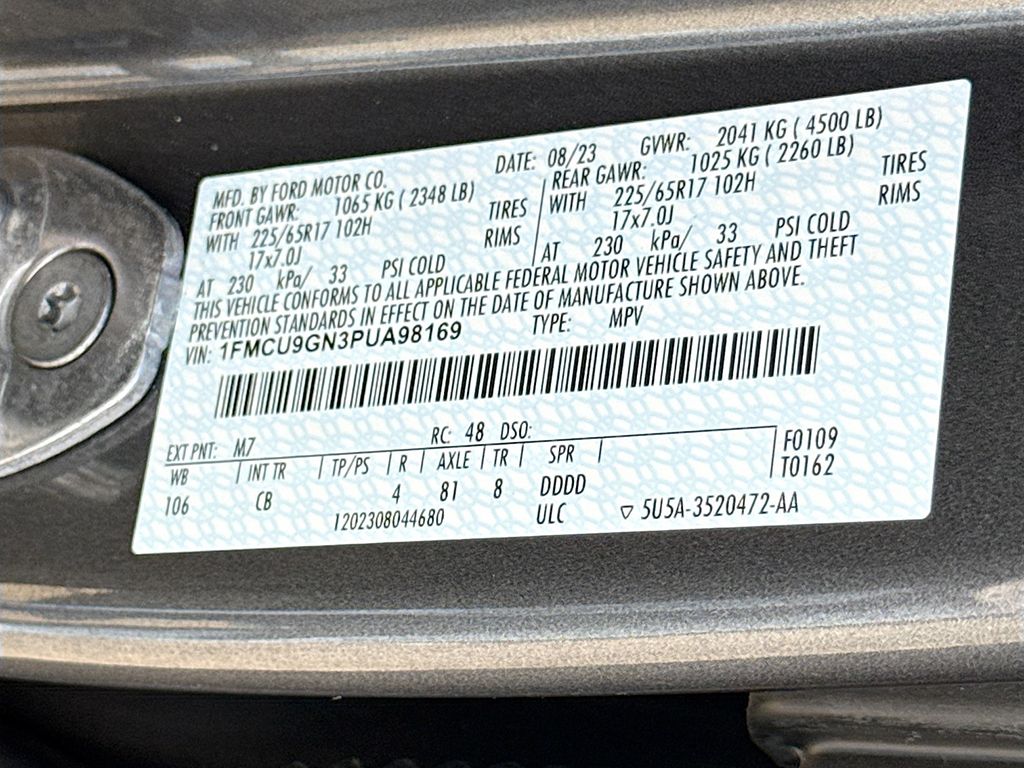 MFD. BY FORD MOTOR CO. DATE: 08/23 GVWR: 2041 KG ( 4500 LB)
FRONT GAWR: 1065 KG ( 2348 LB) REAR GAWR: 1025 KG ( 2260 LB)
WITH 225/65R17 102H TIRES WITH 225/65R17 102H TIRES
17x7.0J RIMS 17x7.0J RIMS
AT 230 kPa/ 33 PSI COLD AT 230 kPa/ 33 PSI COLD
THIS VEHICLE CONFORMS TO ALL APPLICABLE FEDERAL MOTOR VEHICLE SAFETY AND THEFT
PREVENTION STANDARDS IN EFFECT ON THE DATE OF MANUFACTURE SHOWN ABOVE.
VIN: 1FMCU9GN3PUA98169 TYPE: MPV
EXT PNT: M7 RC: 48 DSO:
WB INT TR TP/PS R AXLE TR SPR F0109
106 CB 4 81 8 DDDD T0162
1202308044680 ULC ▽ 5U5A-3520472-AA